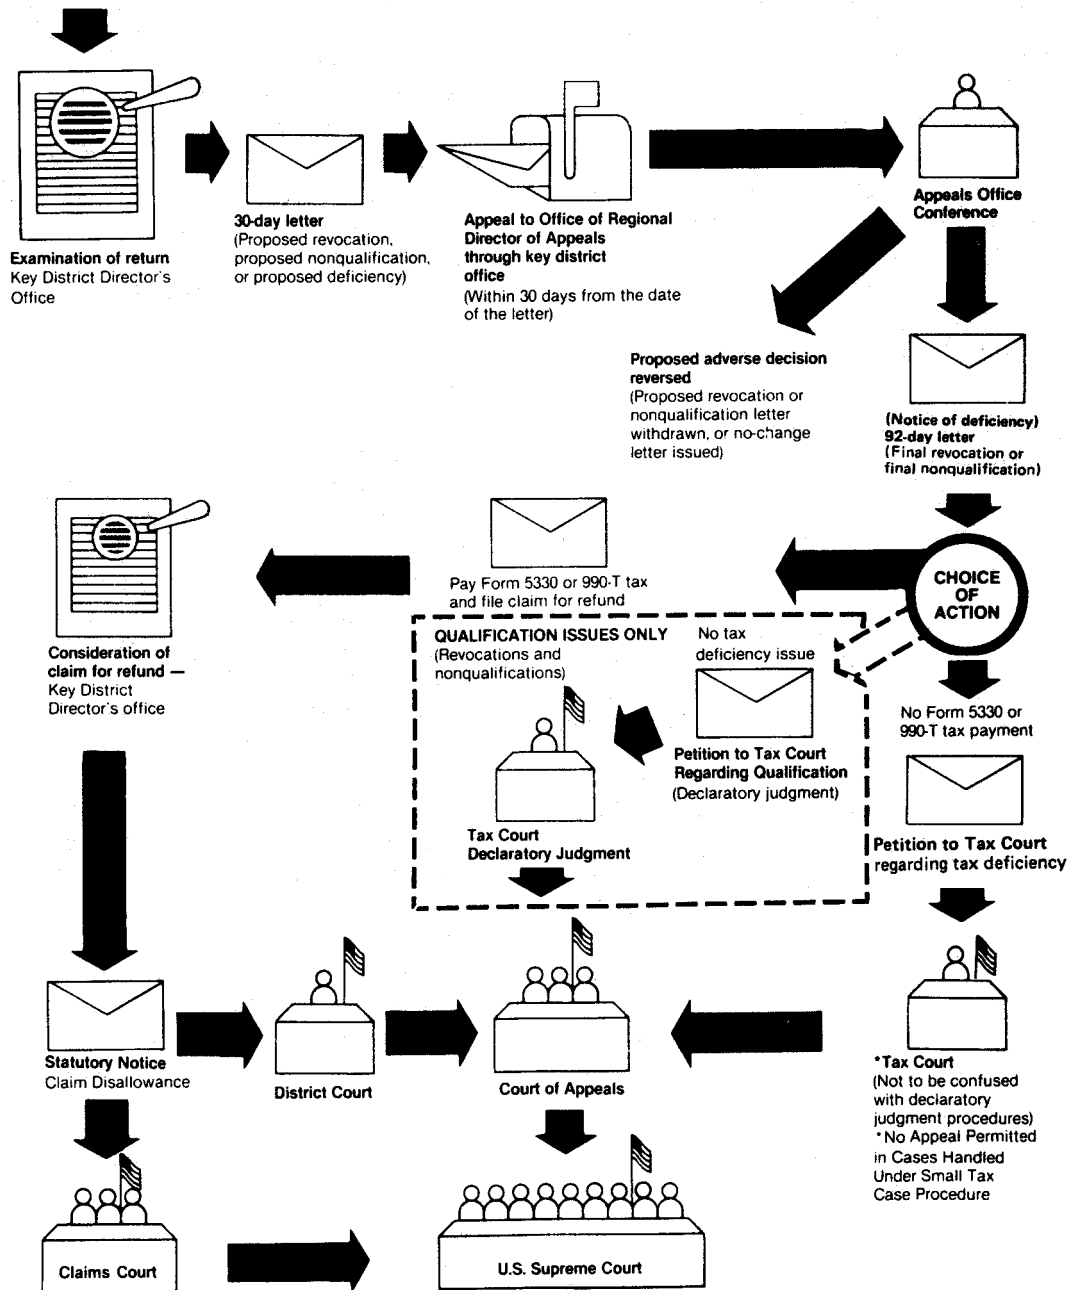 Examination of return
Key District Director's
Office
30-day letter
(Proposed revocation,
proposed nonqualification,
or proposed deficiency)
Appeal to Office of Regional
Director of Appeals
through key district
office
(Within 30 days from the date
of the letter)
Appeals Office
Conference
Proposed adverse decision
reversed
(Proposed revocation or
nonqualification letter
withdrawn, or no-change
letter issued)
(Notice of deficiency)
92-day letter
(Final revocation or
final nonqualification)
CHOICE
OF
ACTION
Pay Form 5330 or 990-T tax
and file claim for refund
Consideration of
claim for refund —
Key District
Director's office
QUALIFICATION ISSUES ONLY
(Revocations and
nonqualifications)
No tax
deficiency issue
Petition to Tax Court
Regarding Qualification
(Declaratory judgment)
Tax Court
Declaratory Judgment
No Form 5330 or
990-T tax payment
Petition to Tax Court
regarding tax deficiency
Statutory Notice
Claim Disallowance
District Court
Court of Appeals
*Tax Court
(Not to be confused
with declaratory
judgment procedures)
*No Appeal Permitted
in Cases Handled
Under Small Tax
Case Procedure
Claims Court
U.S. Supreme Court